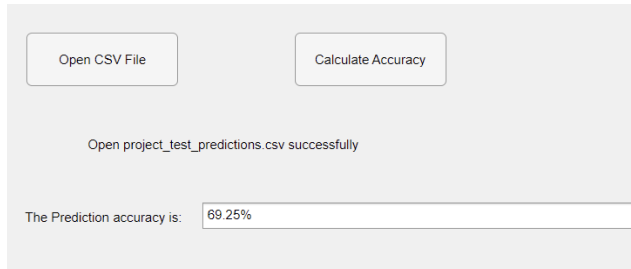 Open CSV File
Calculate Accuracy
Open project_test_predictions.csv successfully
The Prediction accuracy is:
69.25%